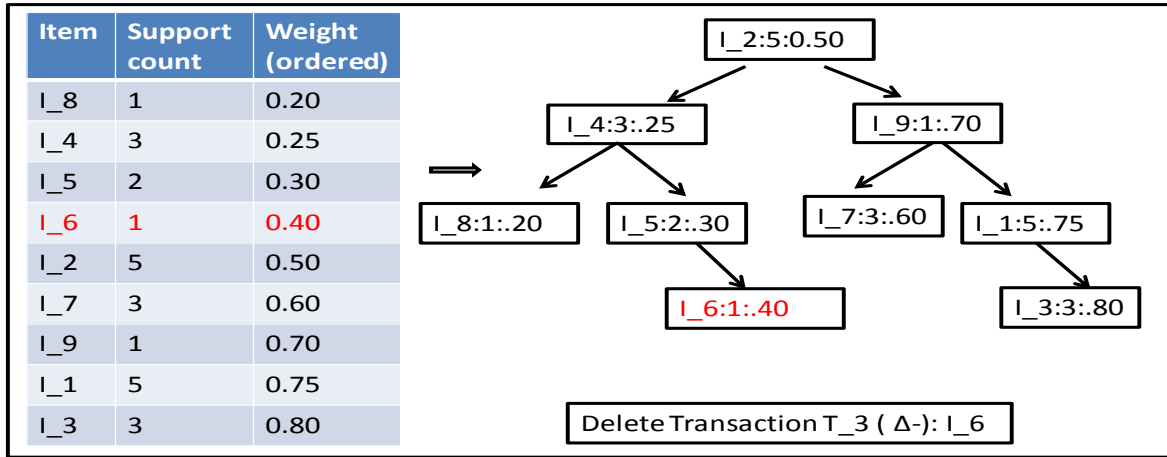 Item Support count Weight (ordered)
I_8 1 0.20
I_4 3 0.25
I_5 2 0.30
I_6 1 0.40
I_2 5 0.50
I_7 3 0.60
I_9 1 0.70
I_1 5 0.75
I_3 3 0.80
I_2:5:0.50
I_4:3:.25
I_9:1:.70
I_8:1:.20
I_5:2:.30
I_7:3:.60
I_1:5:.75
I_6:1:.40
I_3:3:.80
Delete Transaction T_3 ( Δ-): I_6